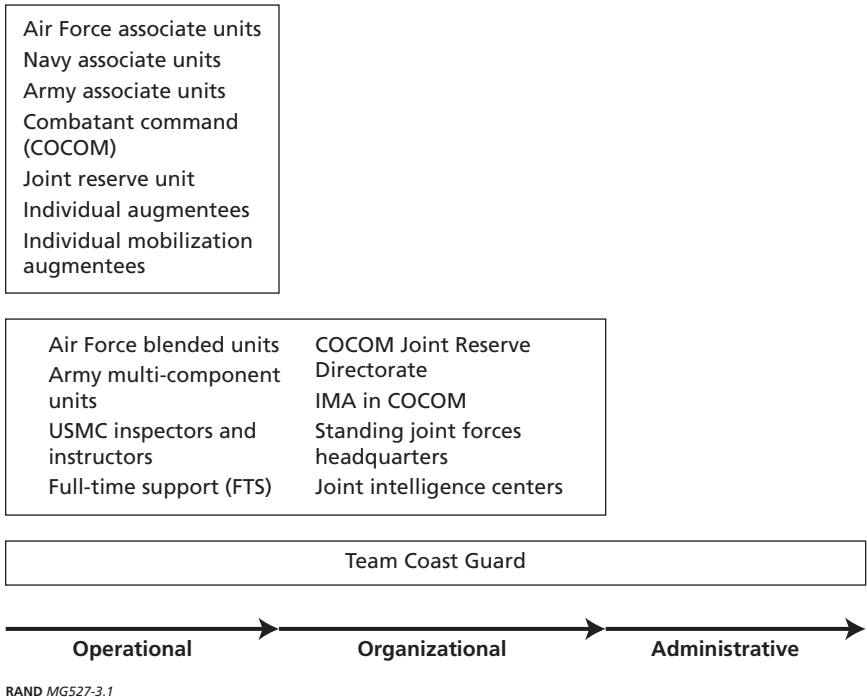 Air Force associate units
Navy associate units
Army associate units
Combatant command
(COCOM)
Joint reserve unit
Individual augmentees
Individual mobilization
augmentees
Air Force blended units
Army multi-component
units
USMC inspectors and
instructors
Full-time support (FTS)
COCOM Joint Reserve
Directorate
IMA in COCOM
Standing joint forces
headquarters
Joint intelligence centers
Team Coast Guard
Operational
Organizational
Administrative
RAND MG527-3.1